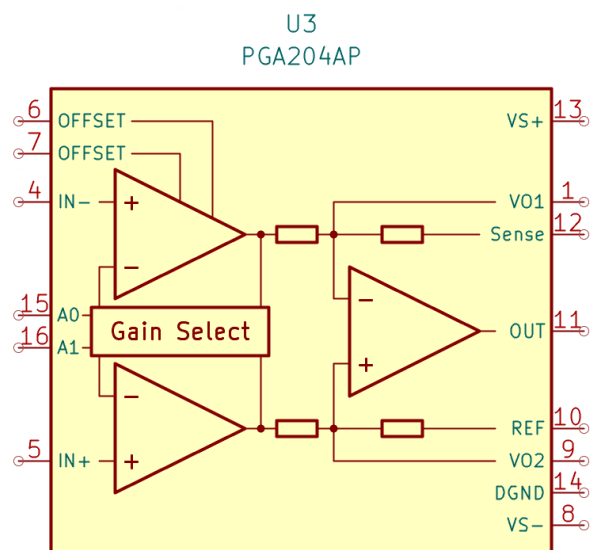 U3
PGA204AP
6 OFFSET VS+ 13
7 OFFSET
4 IN- + VO1 1
Sense 12
− −
15 A0
Gain Select OUT 11
16 A1
+
− REF 10
5 IN+ + VO2 9
DGND 14
VS- 8